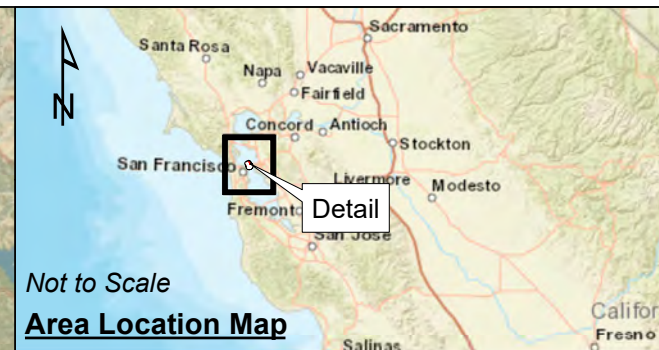 Sacramento
Santa Rosa
N
Napa
Vacaville
Fairfield
Concord
Antioch
Stockton
San Francisco
Livermore
Modesto
Fremont
Detail
San Jose
Not to Scale
Califor
Area Location Map
Fresno
Salinas